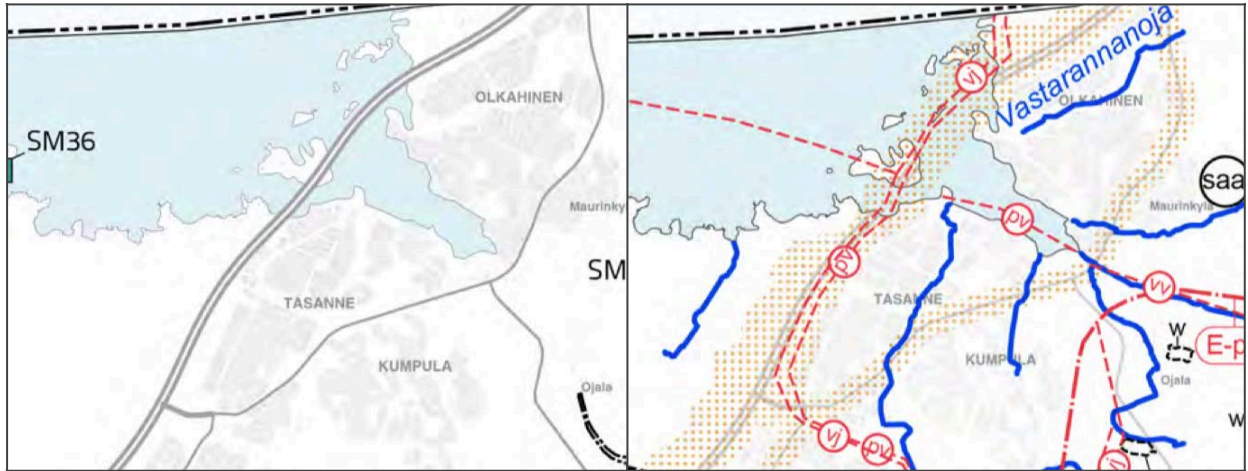 OLKAHINEN
SM36
Maurinky
SM
TASANNE
KUMPULA
Ojala
Vastarannanoja
vj
OLKAHINEN
saa
Maurinkylä
pv
pv
TASANNE
vv
w
E-p
KUMPULA
Ojala
w
vj
pv